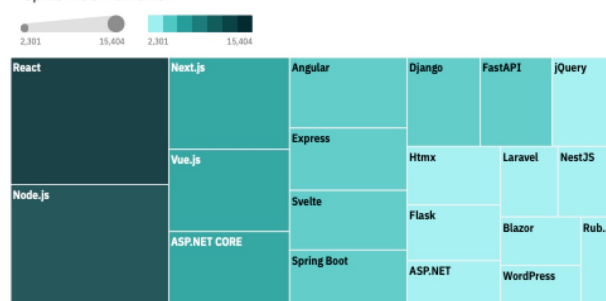 2,301 15,404 2,301 15,404
React
Next.js
Angular
Django
FastAPI
jQuery
Express
Vue.js
Htmx
Laravel
NestJS
Node.js
Svelte
Flask
Blazor
Rub..
ASP.NET CORE
Spring Boot
ASP.NET
WordPress